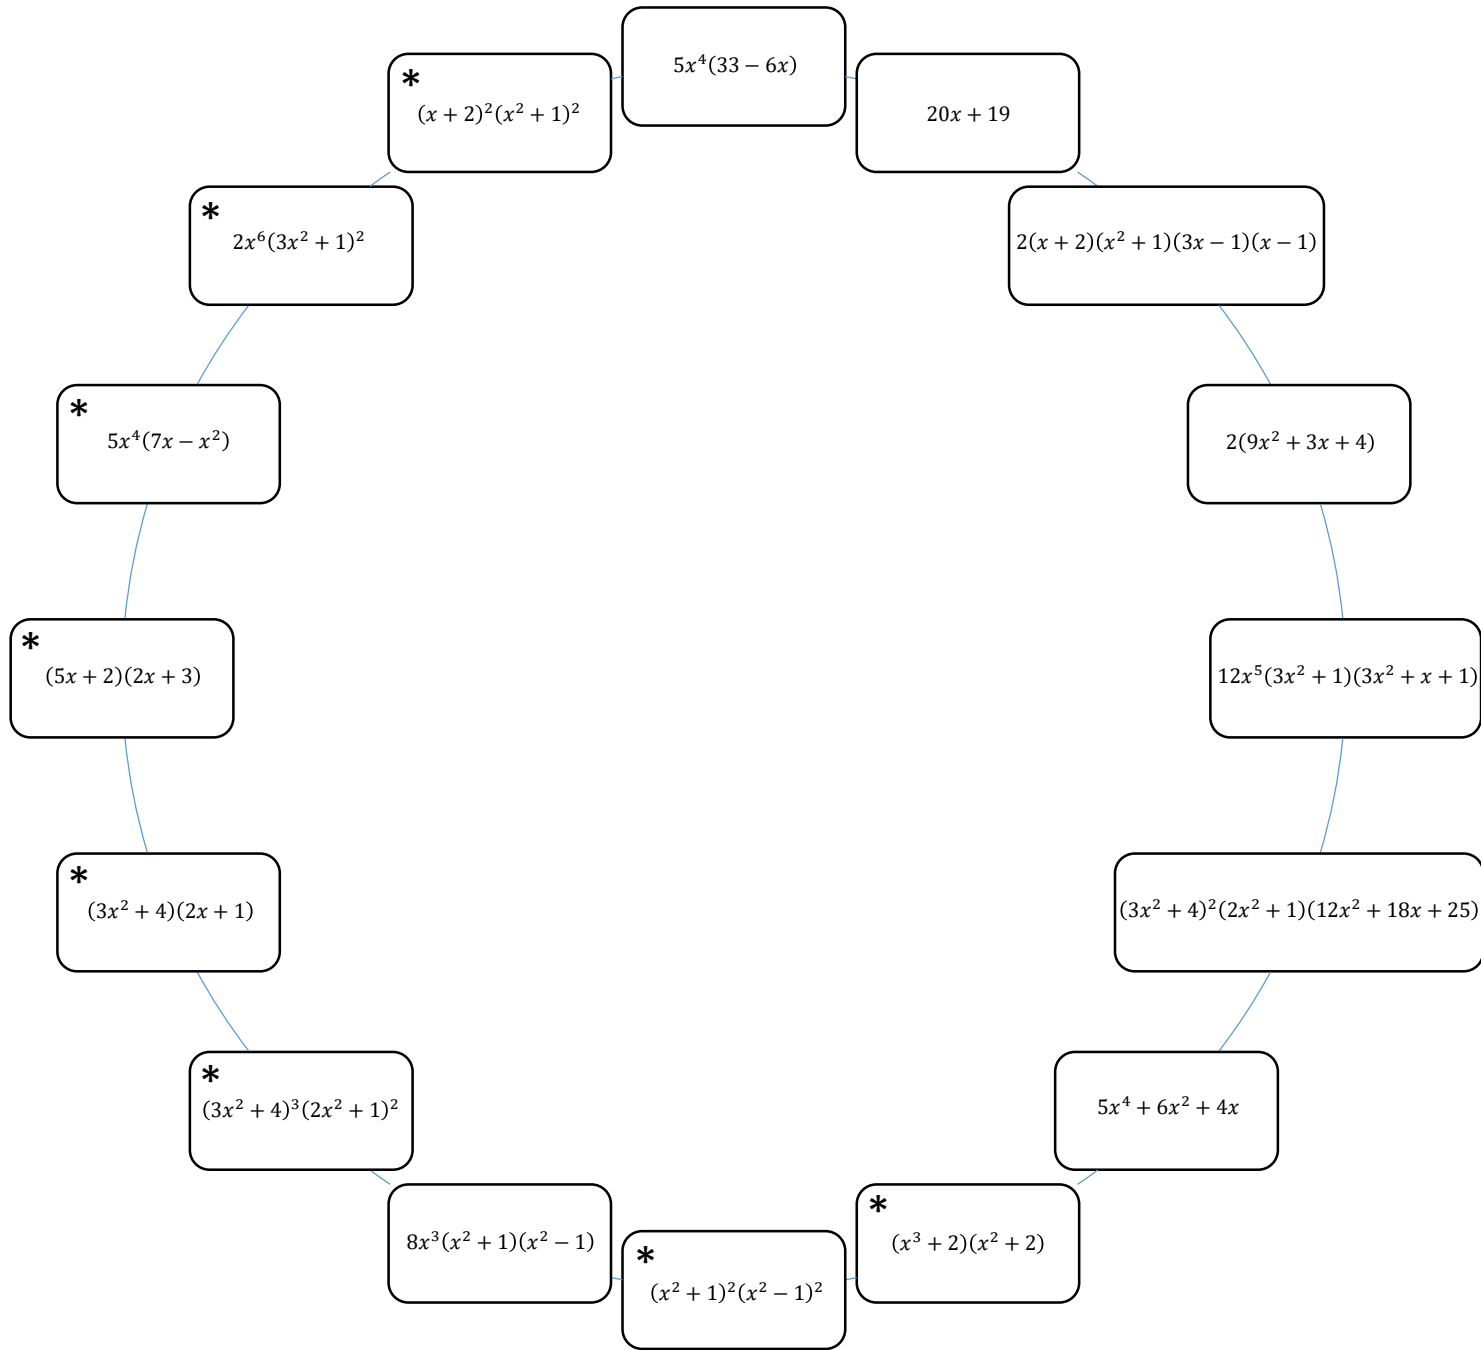 5x⁴(33 − 6x)
20x + 19
2(x + 2)(x² + 1)(3x − 1)(x − 1)
2(9x² + 3x + 4)
12x⁵(3x² + 1)(3x² + x + 1)
(3x² + 4)²(2x² + 1)(12x² + 18x + 25)
5x⁴ + 6x² + 4x
*
(x³ + 2)(x² + 2)
*
(x² + 1)²(x² − 1)²
8x³(x² + 1)(x² − 1)
*
(3x² + 4)³(2x² + 1)²
*
(3x² + 4)(2x + 1)
*
(5x + 2)(2x + 3)
*
5x⁴(7x − x²)
*
2x⁶(3x² + 1)²
*
(x + 2)²(x² + 1)²